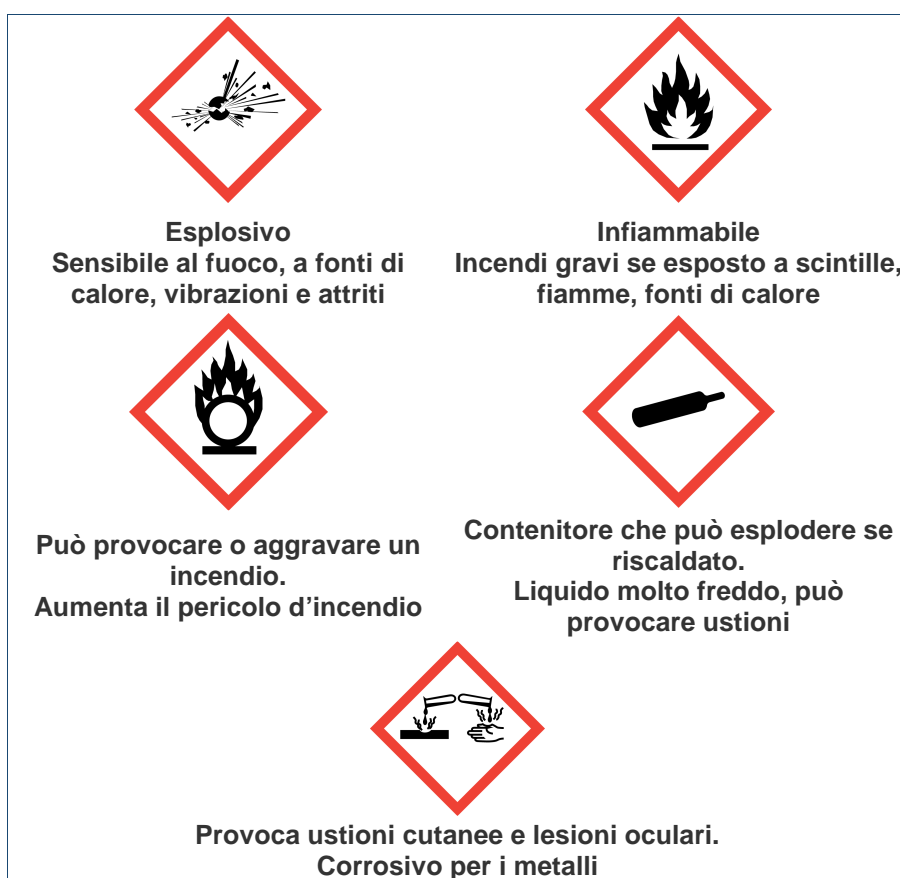 Esplosivo
Sensibile al fuoco, a fonti di
calore, vibrazioni e attriti
Infiammabile
Incendi gravi se esposto a scintille,
fiamme, fonti di calore
Può provocare o aggravare un
incendio.
Aumenta il pericolo d’incendio
Contenitore che può esplodere se
riscaldato.
Liquido molto freddo, può
provocare ustioni
Provoca ustioni cutanee e lesioni oculari.
Corrosivo per i metalli